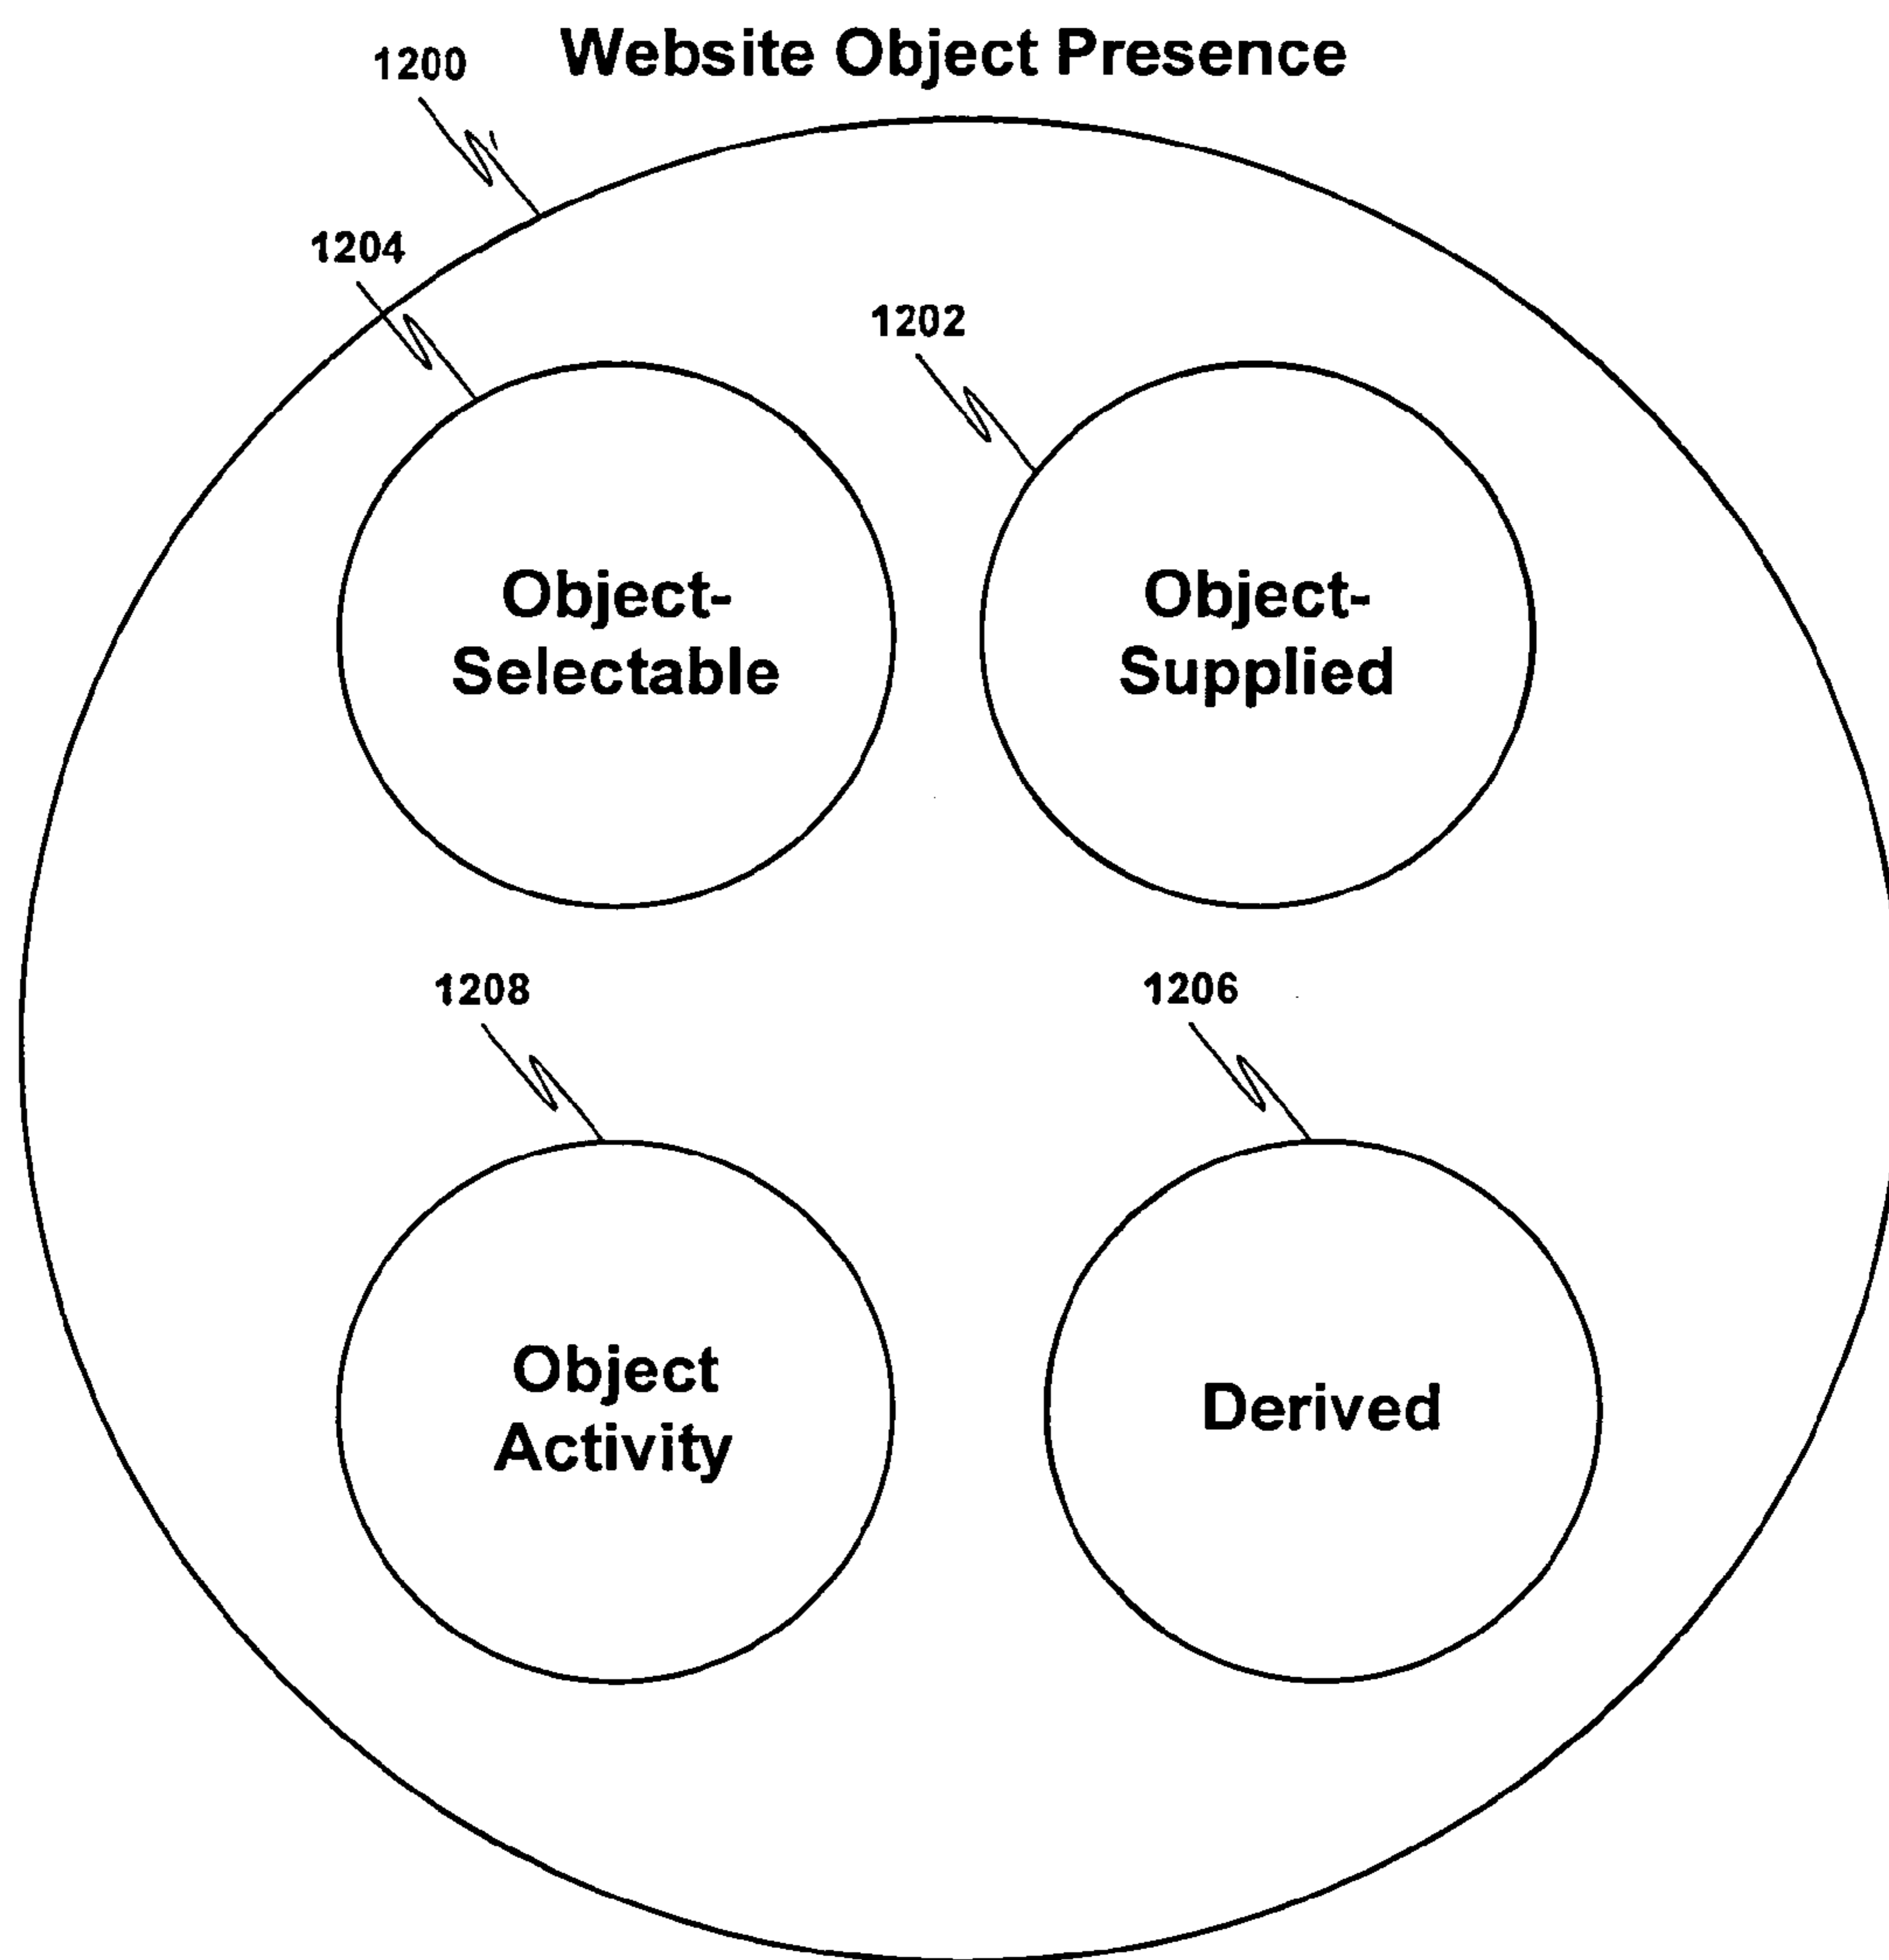 Website Object Presence
1200
1204
1202
Object-
Selectable
Object-
Supplied
1208
1206
Object
Activity
Derived